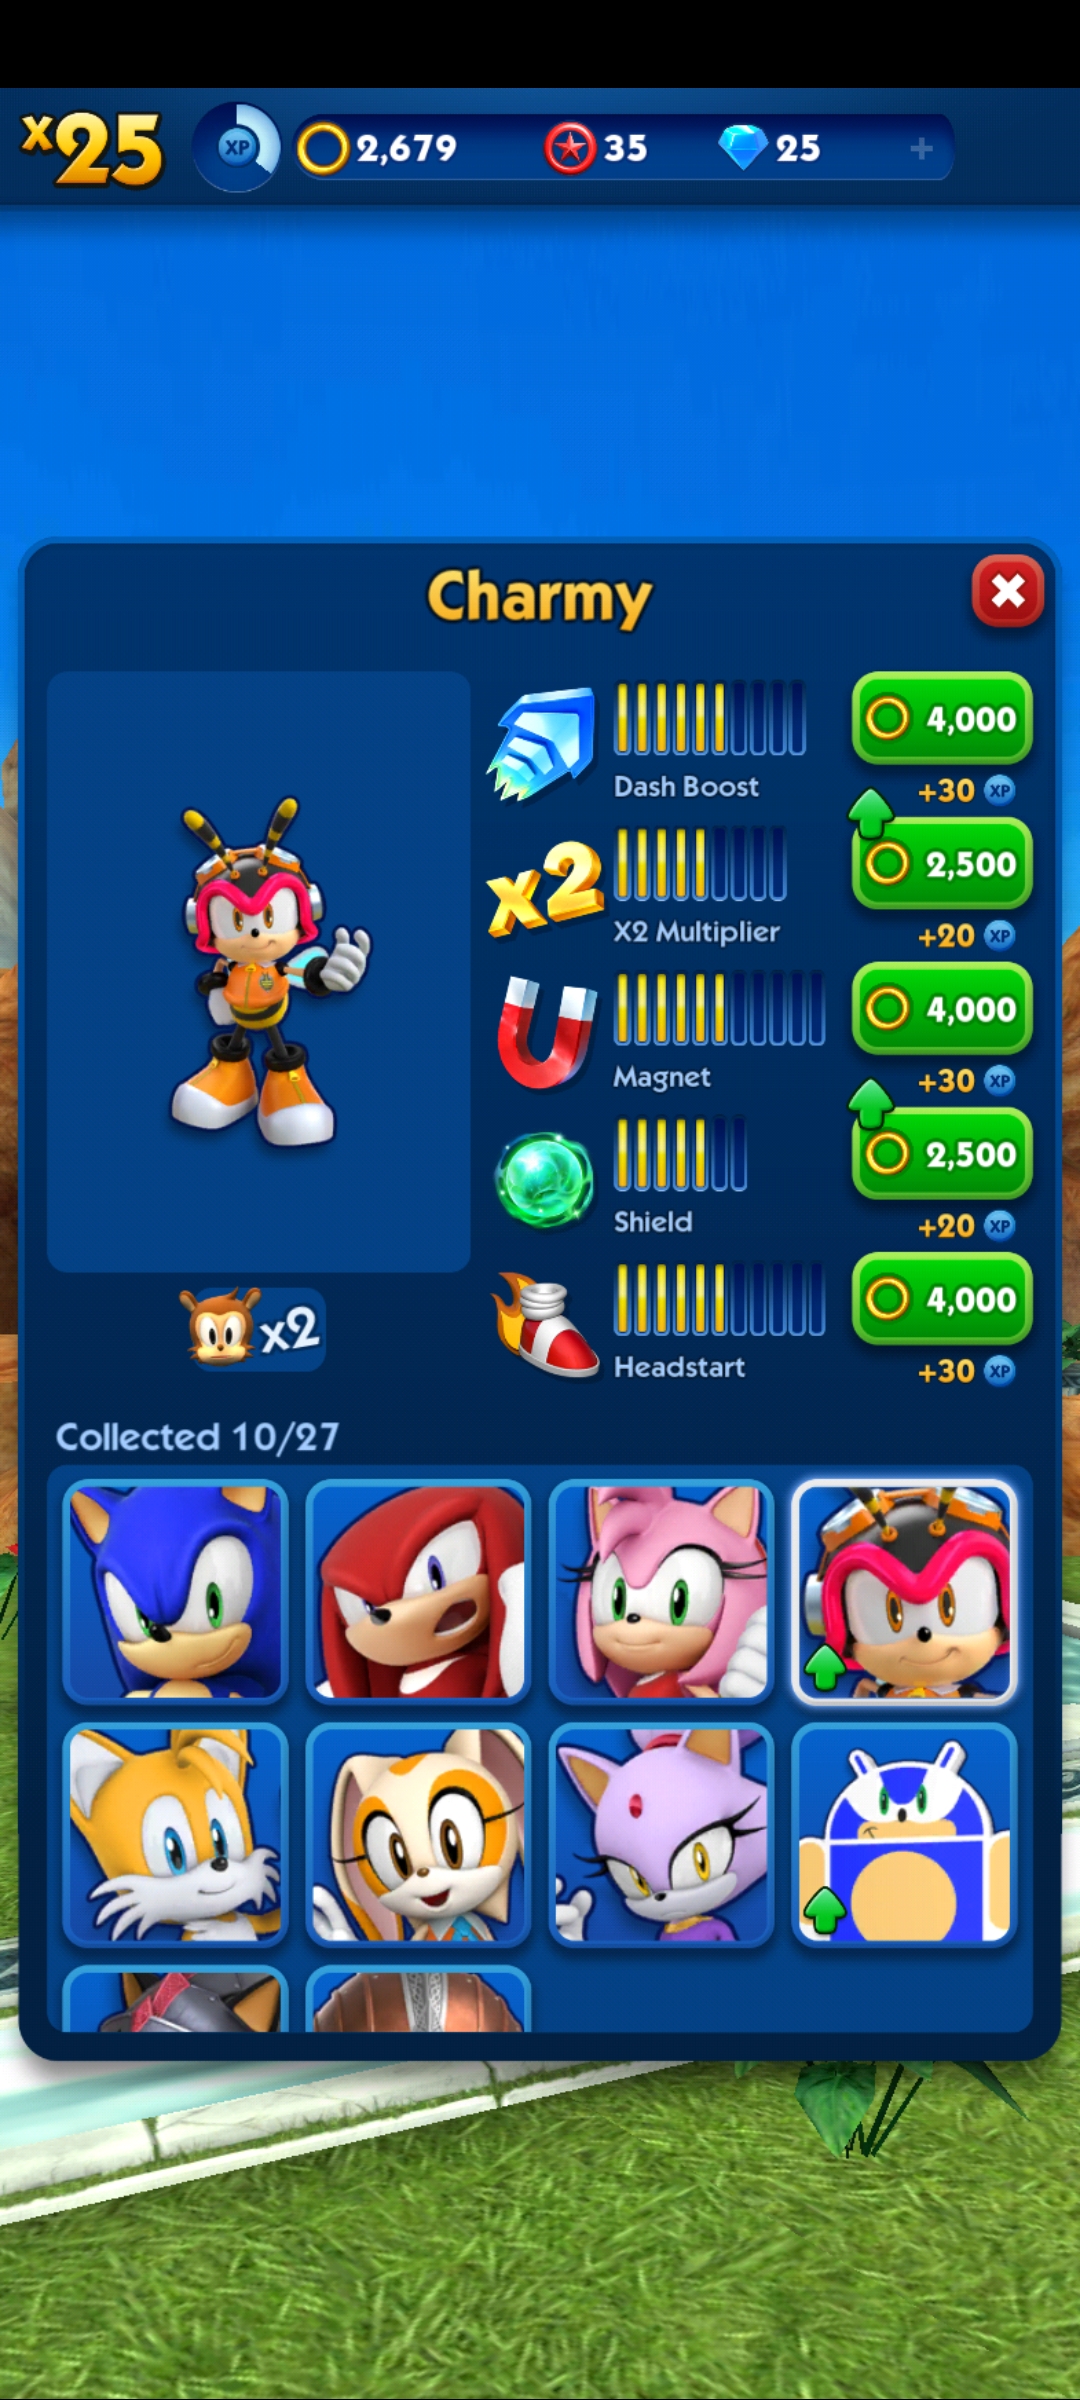 x25 XP 2,679 35 25 +
Charmy
4,000
Dash Boost
+30 XP
x2
2,500
X2 Multiplier
+20 XP
4,000
Magnet
+30 XP
2,500
Shield
+20 XP
4,000
x2
Headstart
+30 XP
Collected 10/27